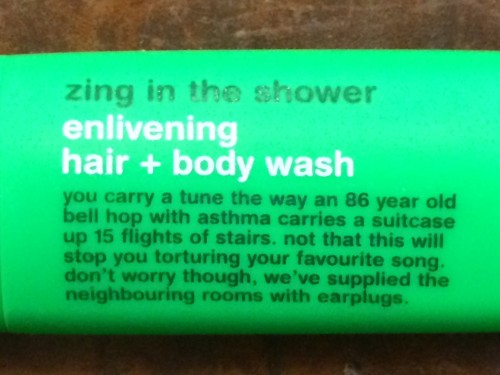 zing in the shower
enlivening
hair + body wash
you carry a tune the way an 86 year old
bell hop with asthma carries a suitcase
up 15 flights of stairs. not that this will
stop you torturing your favourite song.
don't worry though, we've supplied the
neighbouring rooms with earplugs.